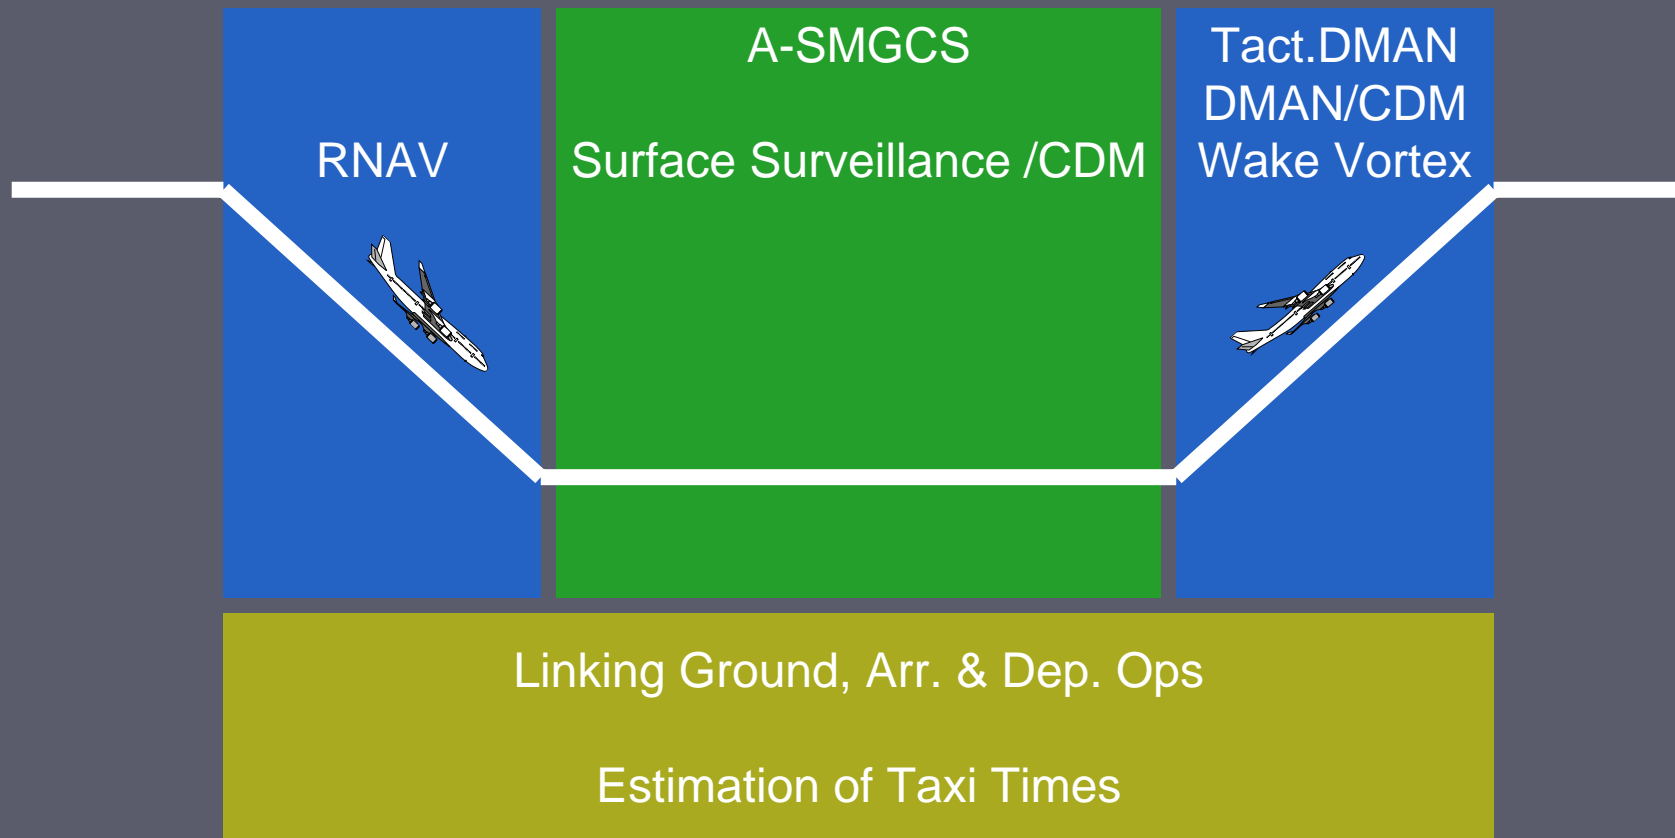 RNAV
A-SMGCS
Surface Surveillance /CDM
Tact.DMAN
DMAN/CDM
Wake Vortex
Linking Ground, Arr. & Dep. Ops
Estimation of Taxi Times